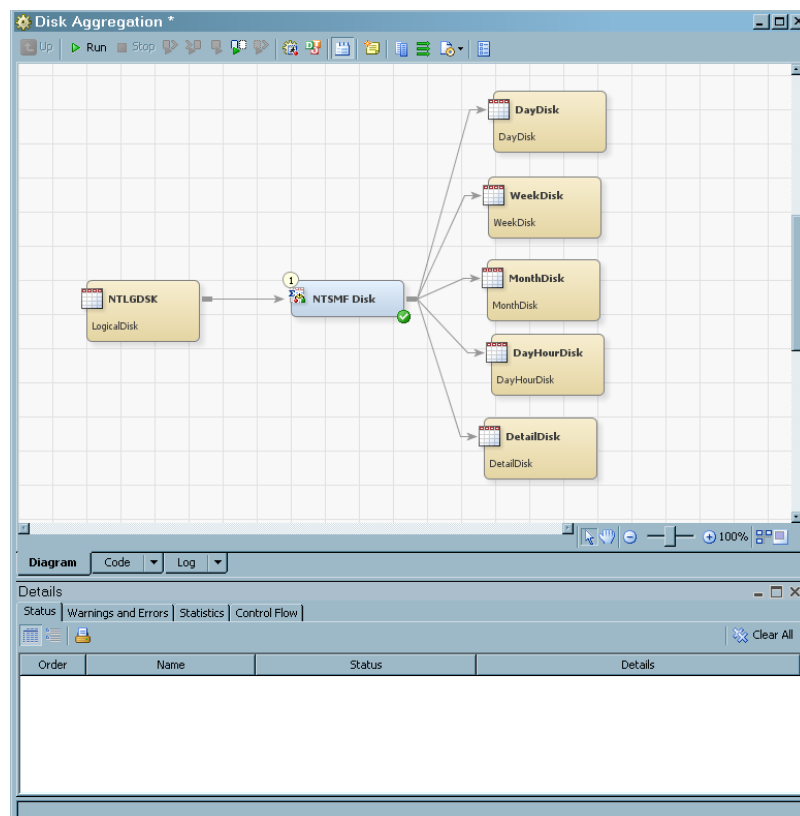 Disk Aggregation *
Up Run Stop
DayDisk
DayDisk
WeekDisk
WeekDisk
NTLGDSK
LogicalDisk
1
NTSMF Disk
MonthDisk
MonthDisk
DayHourDisk
DayHourDisk
DetailDisk
DetailDisk
100%
Diagram Code Log
Details
Status Warnings and Errors Statistics Control Flow
Clear All
Order Name Status Details